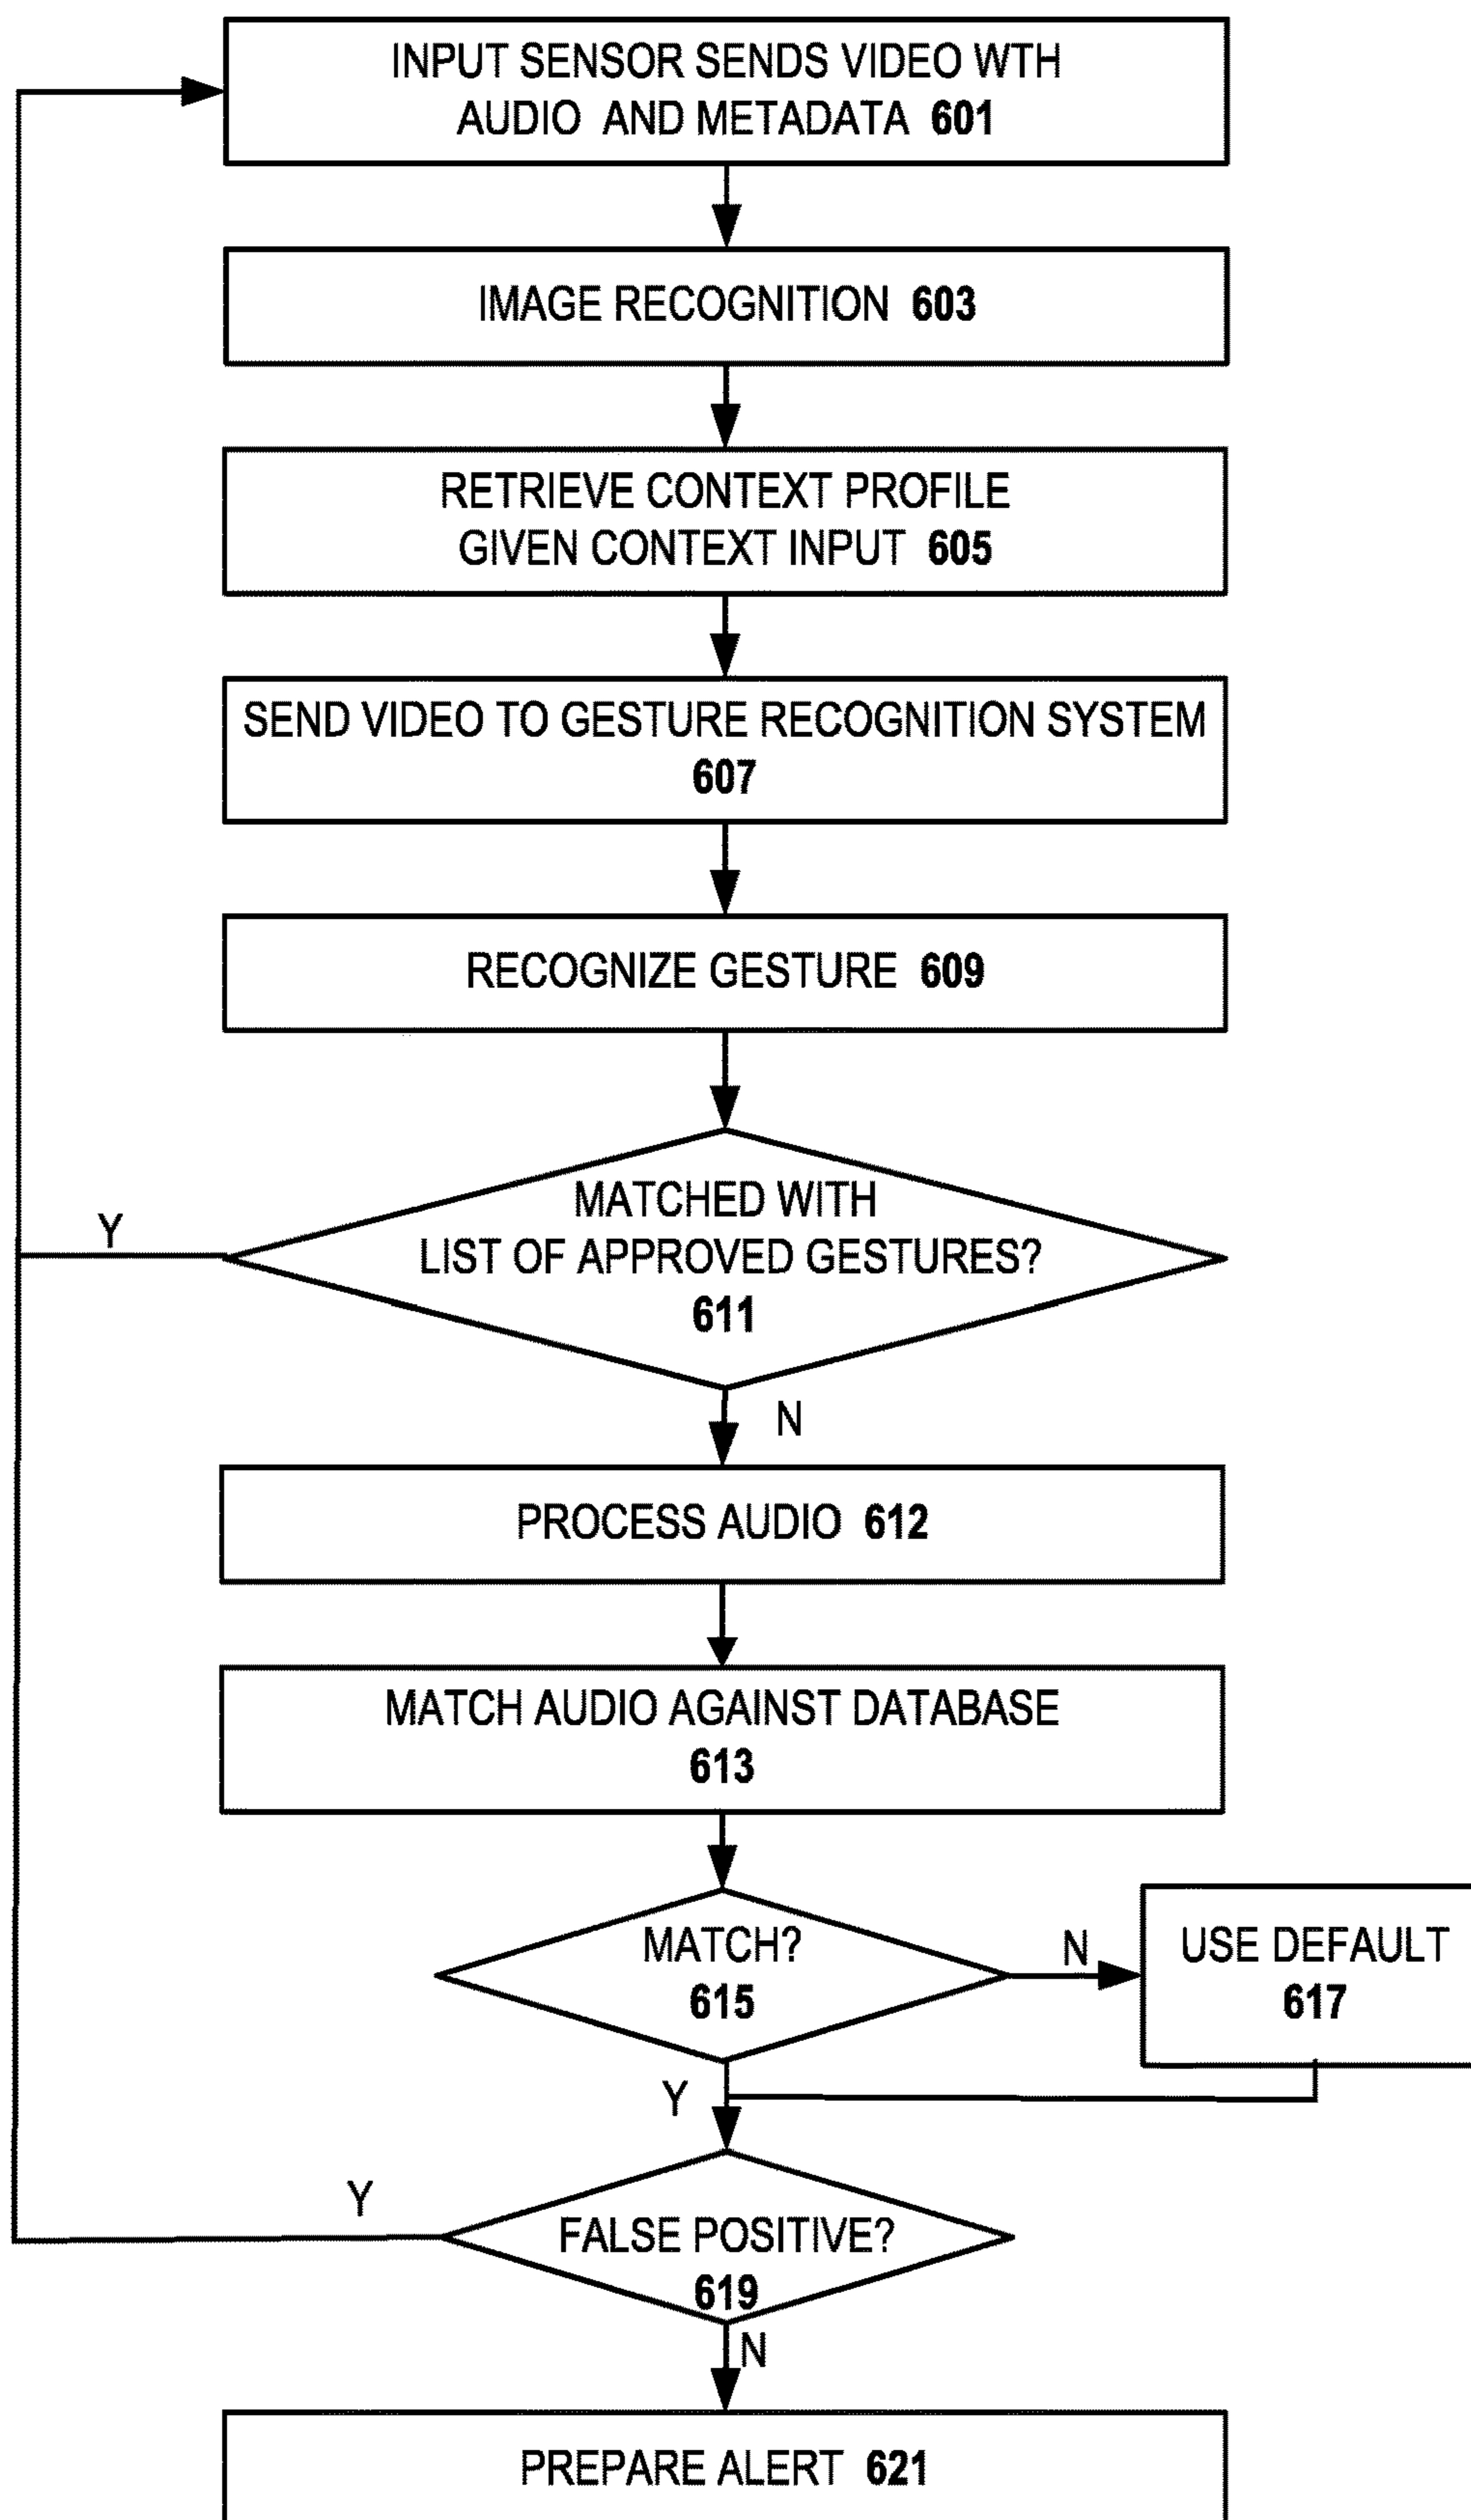 INPUT SENSOR SENDS VIDEO WTH
AUDIO AND METADATA 601
IMAGE RECOGNITION 603
RETRIEVE CONTEXT PROFILE
GIVEN CONTEXT INPUT 605
SEND VIDEO TO GESTURE RECOGNITION SYSTEM
607
RECOGNIZE GESTURE 609
MATCHED WITH
LIST OF APPROVED GESTURES?
611
Y
N
PROCESS AUDIO 612
MATCH AUDIO AGAINST DATABASE
613
MATCH?
615
N
USE DEFAULT
617
Y
FALSE POSITIVE?
619
Y
N
PREPARE ALERT 621